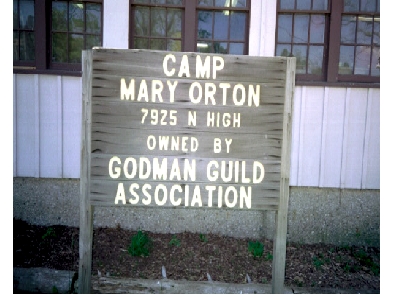 CAMP
MARY ORTON
7925 N HIGH
OWNED BY
GODMAN GUILD
ASSOCIATION